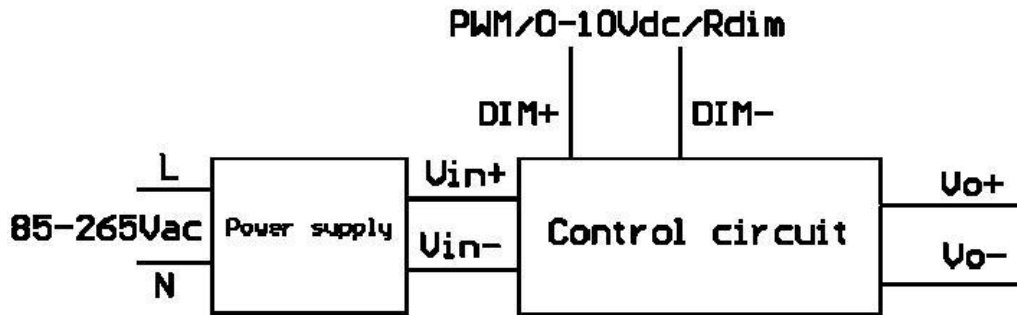 PWM/0-10Vdc/Rdim
DIM+
DIM-
L
Vin+
Vo+
85-265Vac
Power supply
Control circuit
Vin-
Vo-
N